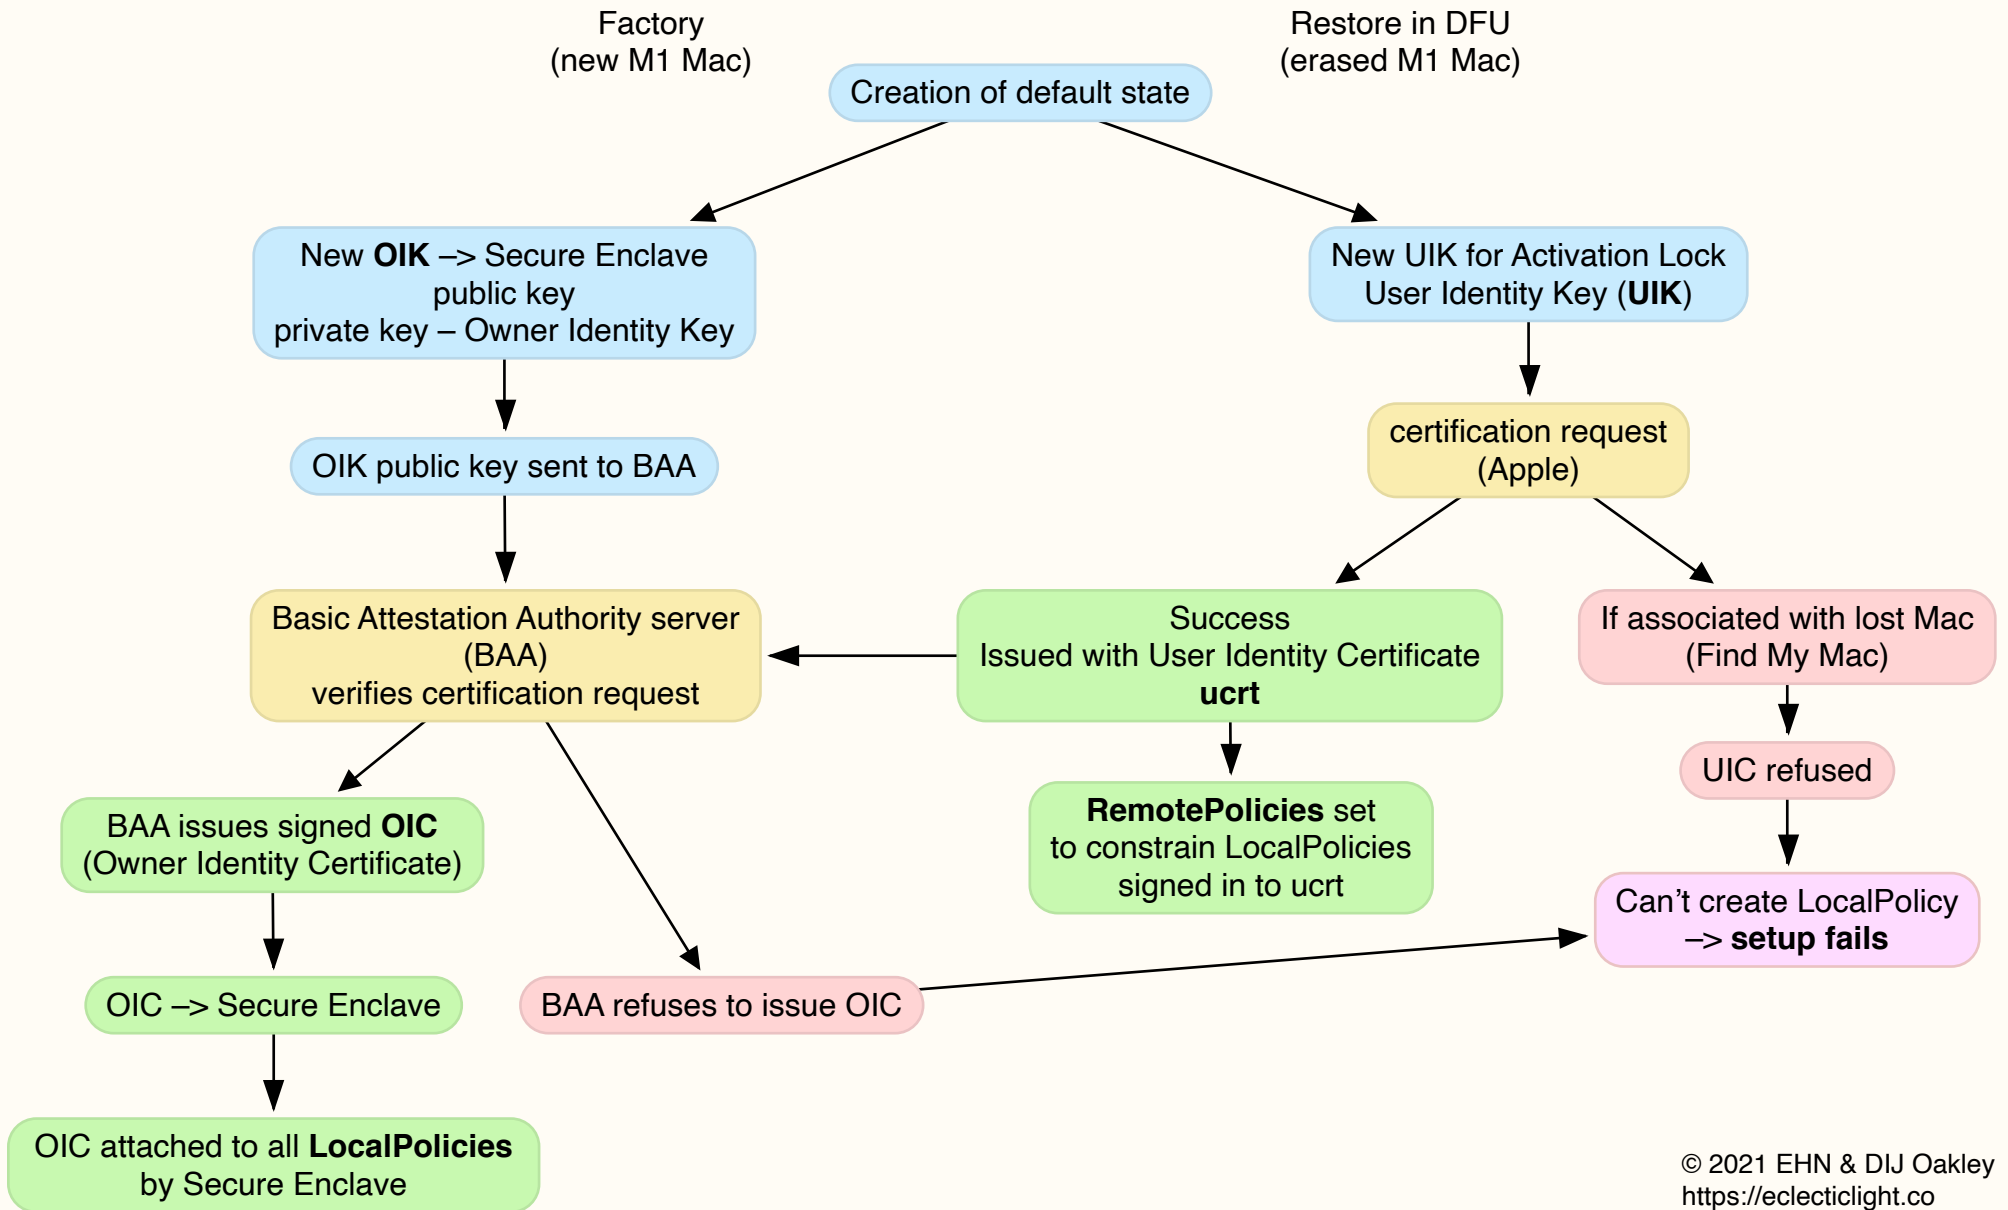 Factory
(new M1 Mac)
Restore in DFU
(erased M1 Mac)
Creation of default state
New OIK –> Secure Enclave
public key
private key – Owner Identity Key
New UIK for Activation Lock
User Identity Key (UIK)
OIK public key sent to BAA
certification request
(Apple)
Basic Attestation Authority server
(BAA)
verifies certification request
Success
Issued with User Identity Certificate
ucrt
If associated with lost Mac
(Find My Mac)
UIC refused
BAA issues signed OIC
(Owner Identity Certificate)
RemotePolicies set
to constrain LocalPolicies
signed in to ucrt
Can’t create LocalPolicy
–> setup fails
OIC –> Secure Enclave
BAA refuses to issue OIC
OIC attached to all LocalPolicies
by Secure Enclave
© 2021 EHN & DIJ Oakley
https://eclecticlight.co